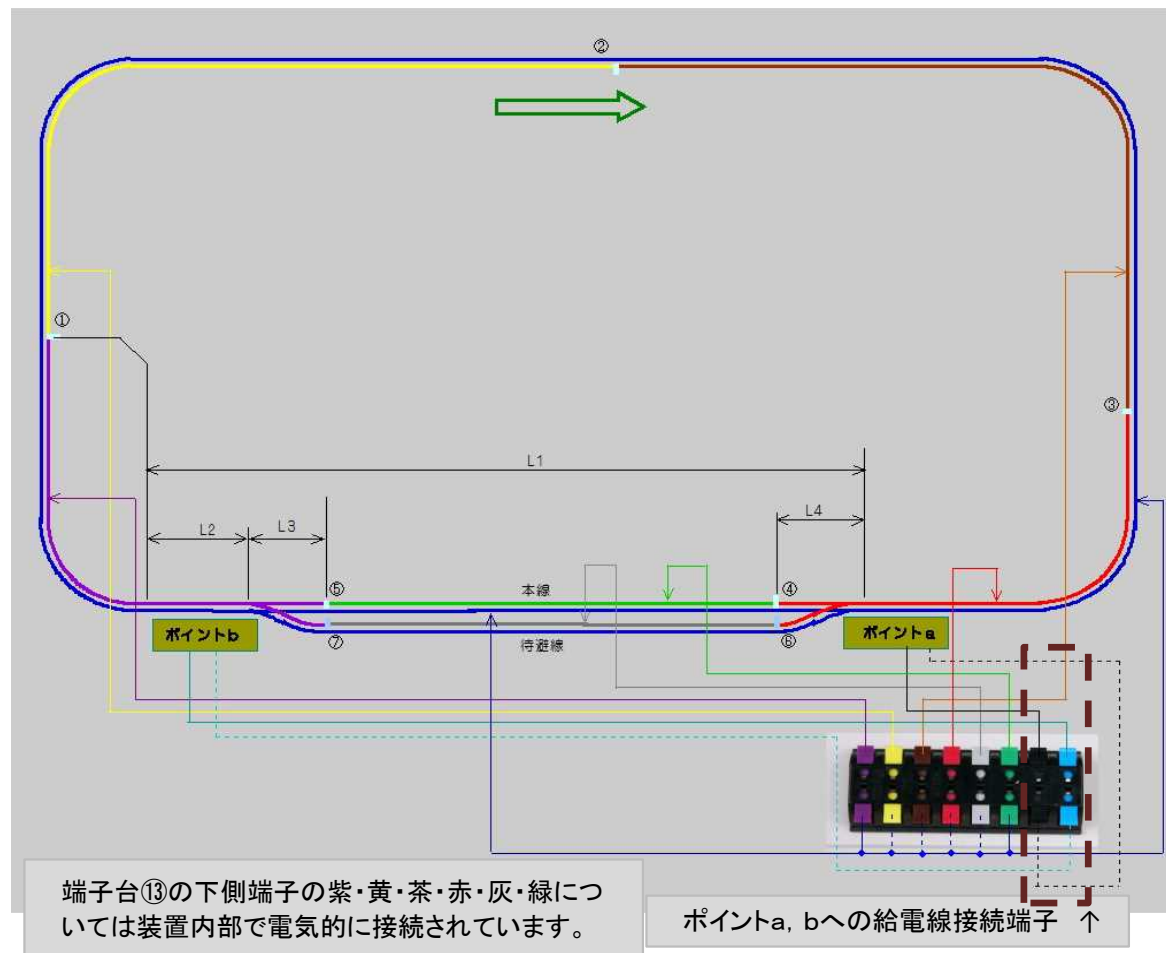 ②
①
③
L1
L2
L3
L4
⑤
本線
④
ポイントb
⑦
待避線
⑥
ポイントa
端子台⑬の下側端子の紫・黄・茶・赤・灰・緑につ
いては装置内部で電気的に接続されています。
ポイントa, bへの給電線接続端子 ↑